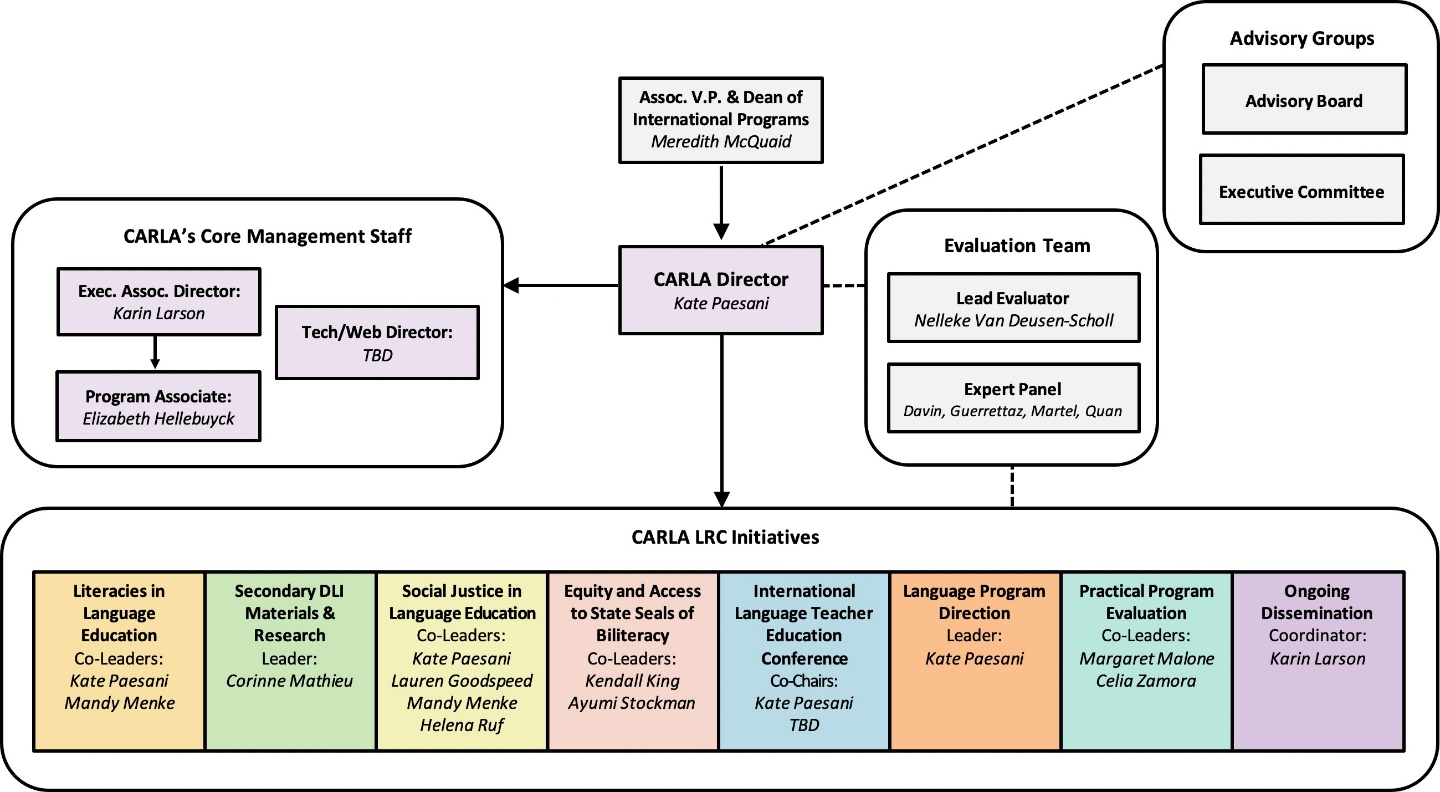 Advisory Groups
Advisory Board
Executive Committee
Assoc. V.P. & Dean of
International Programs
Meredith McQuaid
CARLA Director
Kate Paesani
CARLA's Core Management Staff
Exec. Assoc. Director:
Karin Larson
Tech/Web Director:
TBD
Program Associate:
Elizabeth Hellebuyck
Evaluation Team
Lead Evaluator
Nelleke Van Deusen-Scholl
Expert Panel
Davin, Guerrettaz, Martel, Quan
CARLA LRC Initiatives
Literacies in
Language
Education
Co-Leaders:
Kate Paesani
Mandy Menke
Secondary DLI
Materials &
Research
Leader:
Corinne Mathieu
Social Justice in
Language Education
Co-Leaders:
Kate Paesani
Lauren Goodspeed
Mandy Menke
Helena Ruf
Equity and Access
to State Seals of
Biliteracy
Co-Leaders:
Kendall King
Ayumi Stockman
International
Language Teacher
Education
Conference
Co-Chairs:
Kate Paesani
TBD
Language Program
Direction
Leader:
Kate Paesani
Practical Program
Evaluation
Co-Leaders:
Margaret Malone
Celia Zamora
Ongoing
Dissemination
Coordinator:
Karin Larson